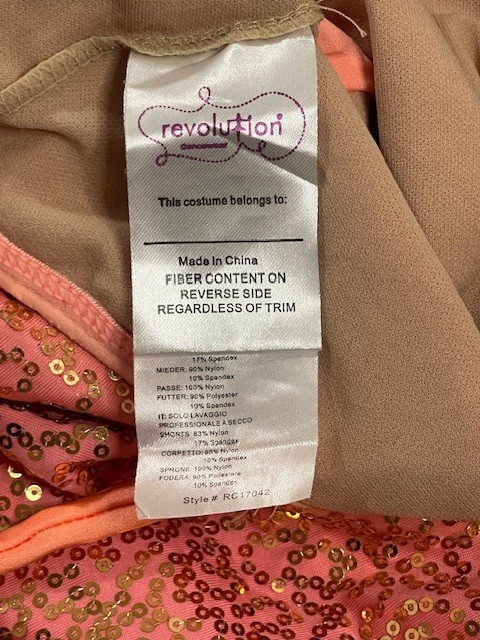 revolution
dancewear
This costume belongs to:
Made in China
FIBER CONTENT ON
REVERSE SIDE
REGARDLESS OF TRIM
17% Spandex
MIEDER: 90% Nylon
10% Spandex
PASSE: 100% Nylon
FUTTER: 90% Polyester
10% Spandex
IT: SOLO LAVAGGIO
PROFESSIONALE A SECCO
SHORTS: 83% Nylon
17% Spandex
CORPETTO: 90% Nylon
10% Spandex
SPRONE: 100% Nylon
FODERA: 90% Poliestere
10% Spandex
Style# RC17042